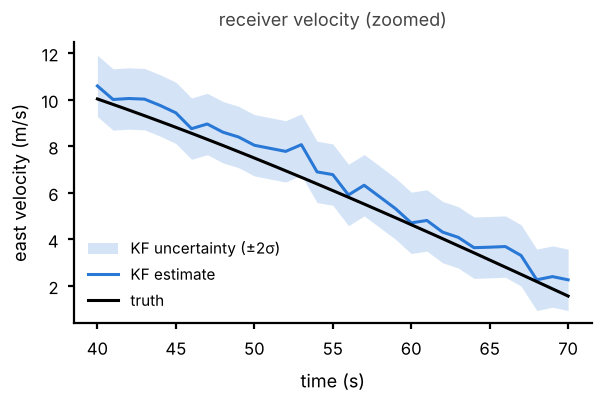 receiver velocity (zoomed)
12
10
8
6
4
2
east velocity (m/s)
KF uncertainty (±2σ)
KF estimate
truth
40 45 50 55 60 65 70
time (s)